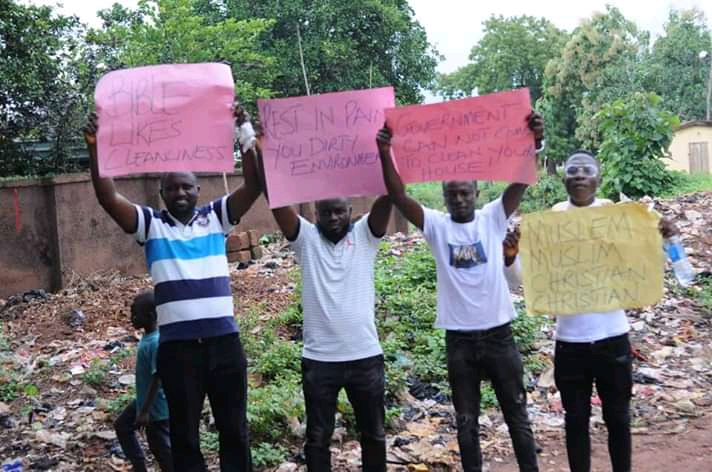 BIBLE
LIKES
CLEANLINESS
REST IN PAIN
YOU DIRTY
ENVIRONMENT
GOVERNMENT
CAN NOT COME
TO CLEAN YOUR
HOUSE
MUSLEM
MUSLIM
CHRISTIAN
CHRISTIAN